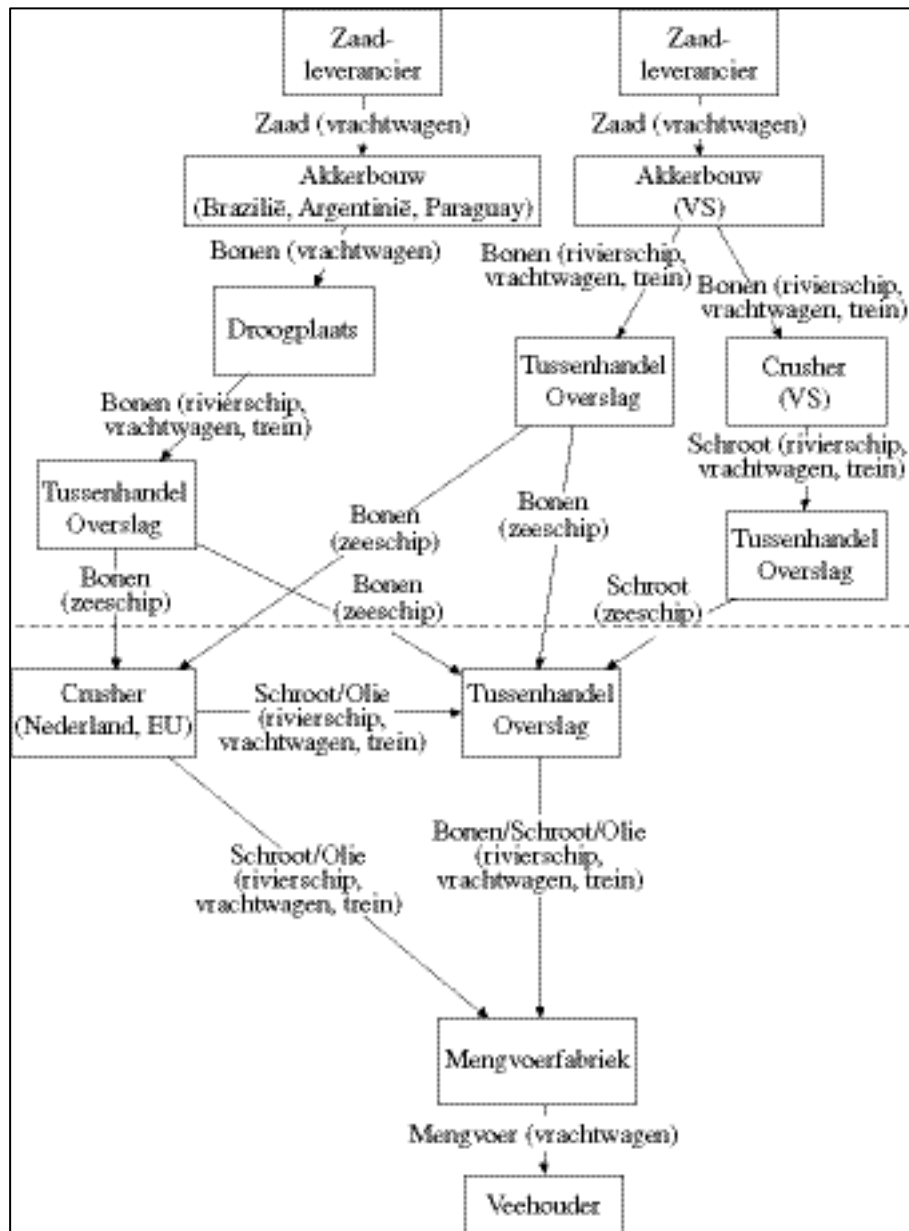 Zaad-
leverancier
Zaad-
leverancier
Zaad (vrachtwagen)
Zaad (vrachtwagen)
Akkerbouw
(Brazilië, Argentinië, Paraguay)
Akkerbouw
(VS)
Bonen (vrachtwagen)
Bonen (rivierschip,
vrachtwagen, trein)
Bonen (rivierschip,
vrachtwagen, trein)
Droogplaats
Tussenhandel
Overslag
Crusher
(VS)
Bonen (rivierschip,
vrachtwagen, trein)
Schroot (rivierschip,
vrachtwagen, trein)
Tussenhandel
Overslag
Bonen
(zeeschip)
Bonen
(zeeschip)
Tussenhandel
Overslag
Bonen
(zeeschip)
Bonen
(zeeschip)
Schroot
(zeeschip)
Crusher
(Nederland, EU)
Schroot/Olie
(rivierschip,
vrachtwagen, trein)
Tussenhandel
Overslag
Schroot/Olie
(rivierschip,
vrachtwagen, trein)
Bonen/Schroot/Olie
(rivierschip,
vrachtwagen, trein)
Mengvoerfabriek
Mengvoer (vrachtwagen)
Veehouder